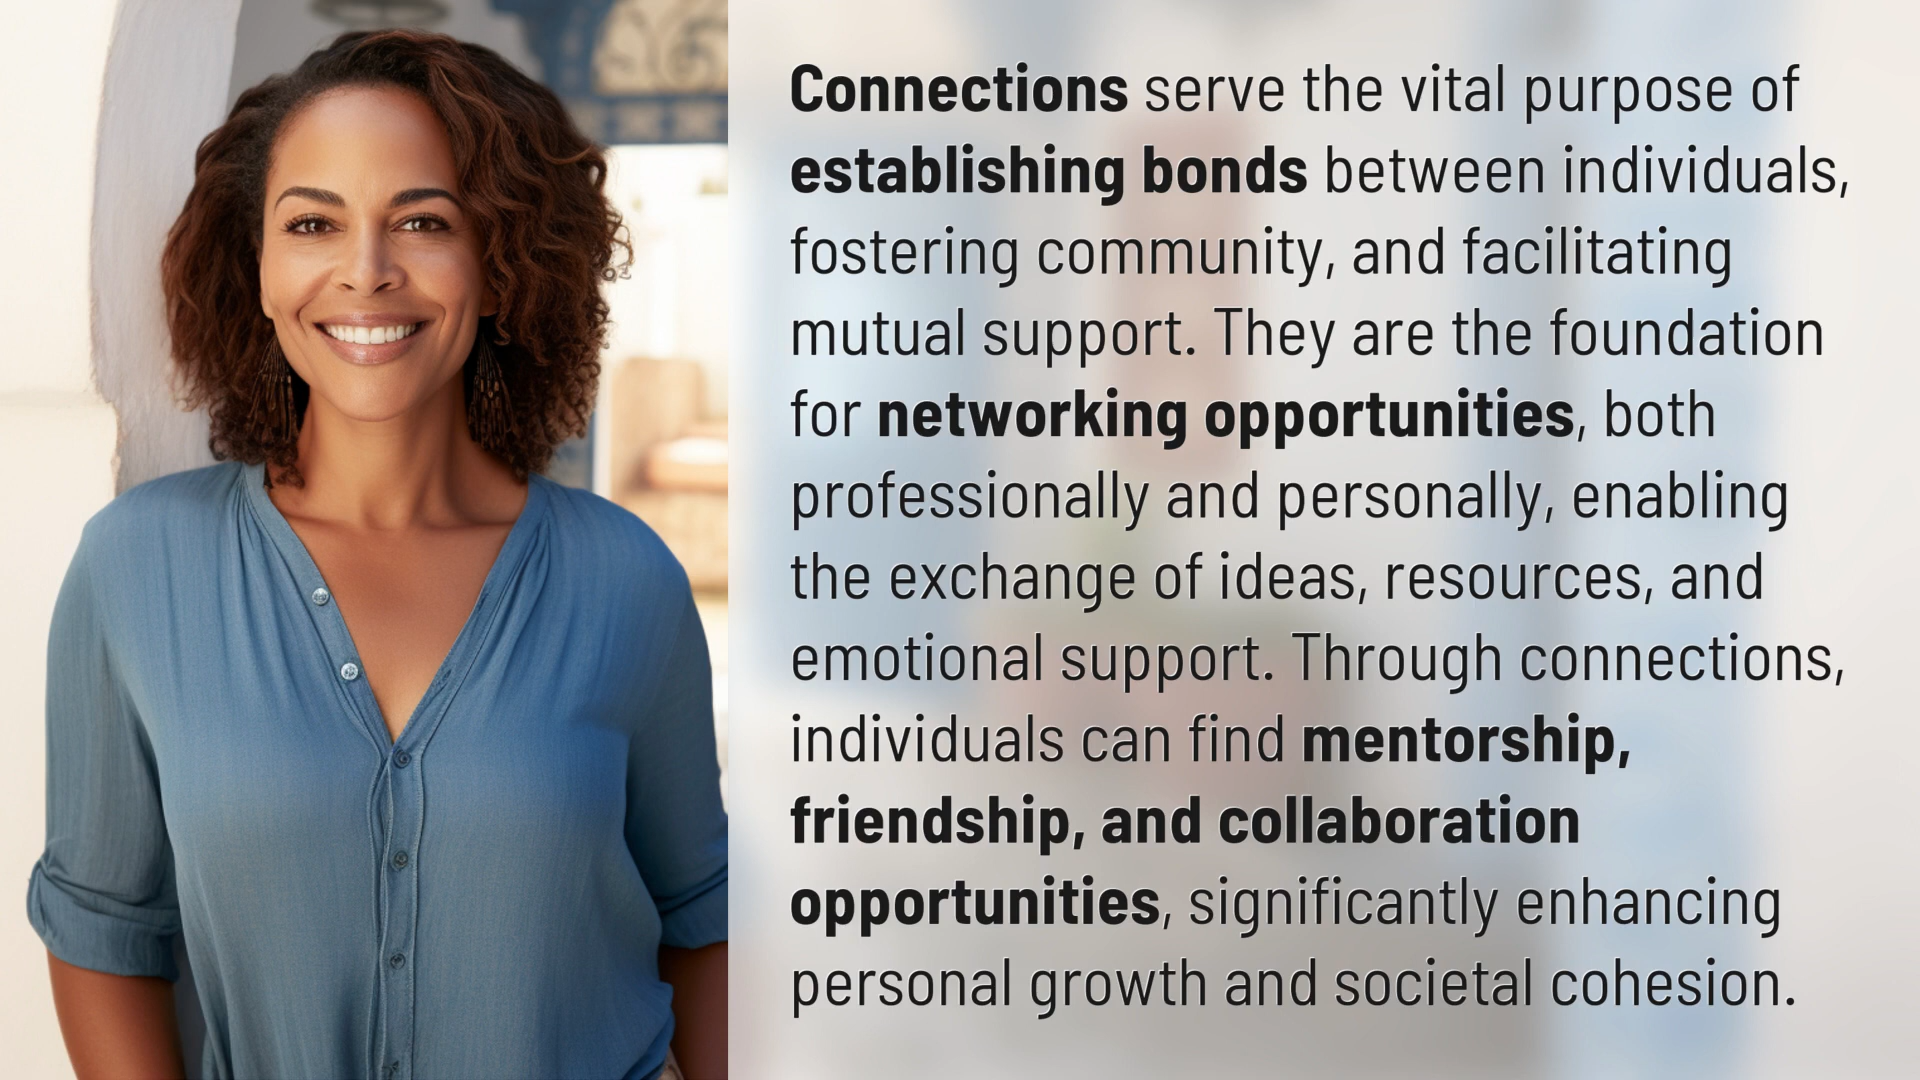 Connections serve the vital purpose of
establishing bonds between individuals,
fostering community, and facilitating
mutual support. They are the foundation
for networking opportunities, both
professionally and personally, enabling
the exchange of ideas, resources, and
emotional support. Through connections,
individuals can find mentorship,
friendship, and collaboration
opportunities, significantly enhancing
personal growth and societal cohesion.